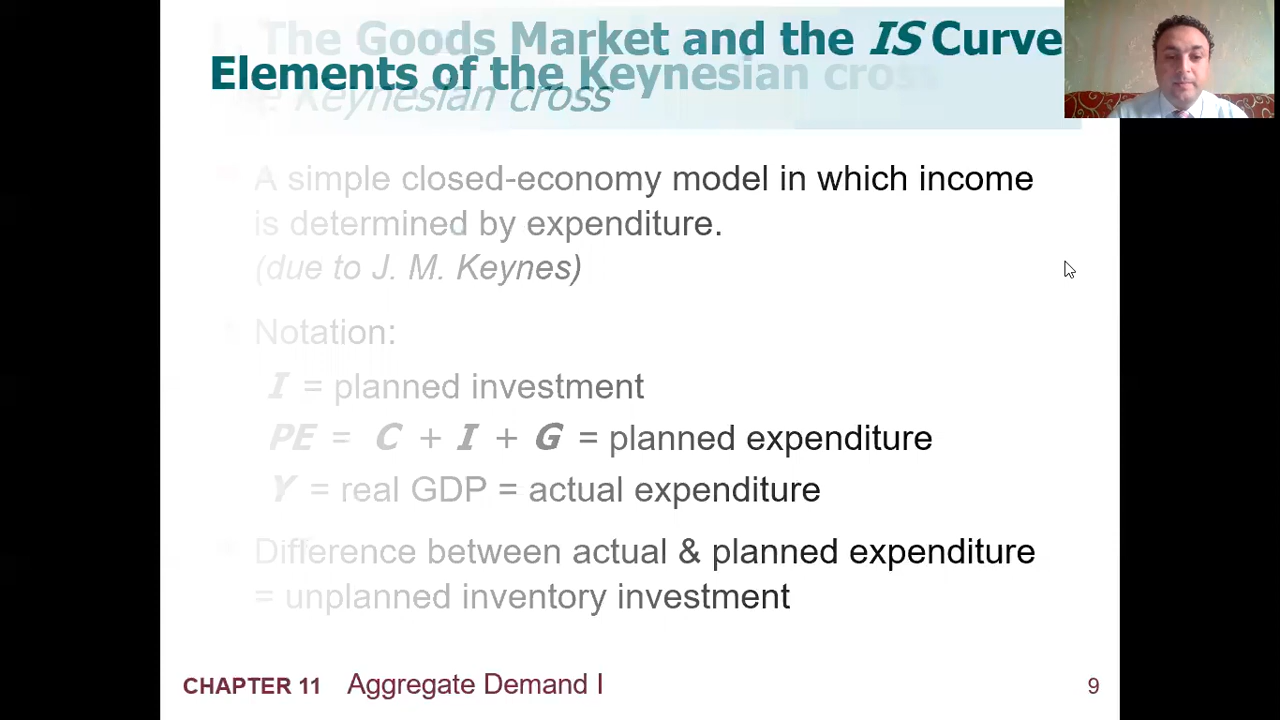 The Goods Market and the IS Curve
Elements of the Keynesian cross
Keynesian cross
A simple closed-economy model in which income
is determined by expenditure.
(due to J. M. Keynes)
Notation:
I = planned investment
PE = C + I + G = planned expenditure
Y = real GDP = actual expenditure
Difference between actual & planned expenditure
= unplanned inventory investment
CHAPTER 11 Aggregate Demand I
9